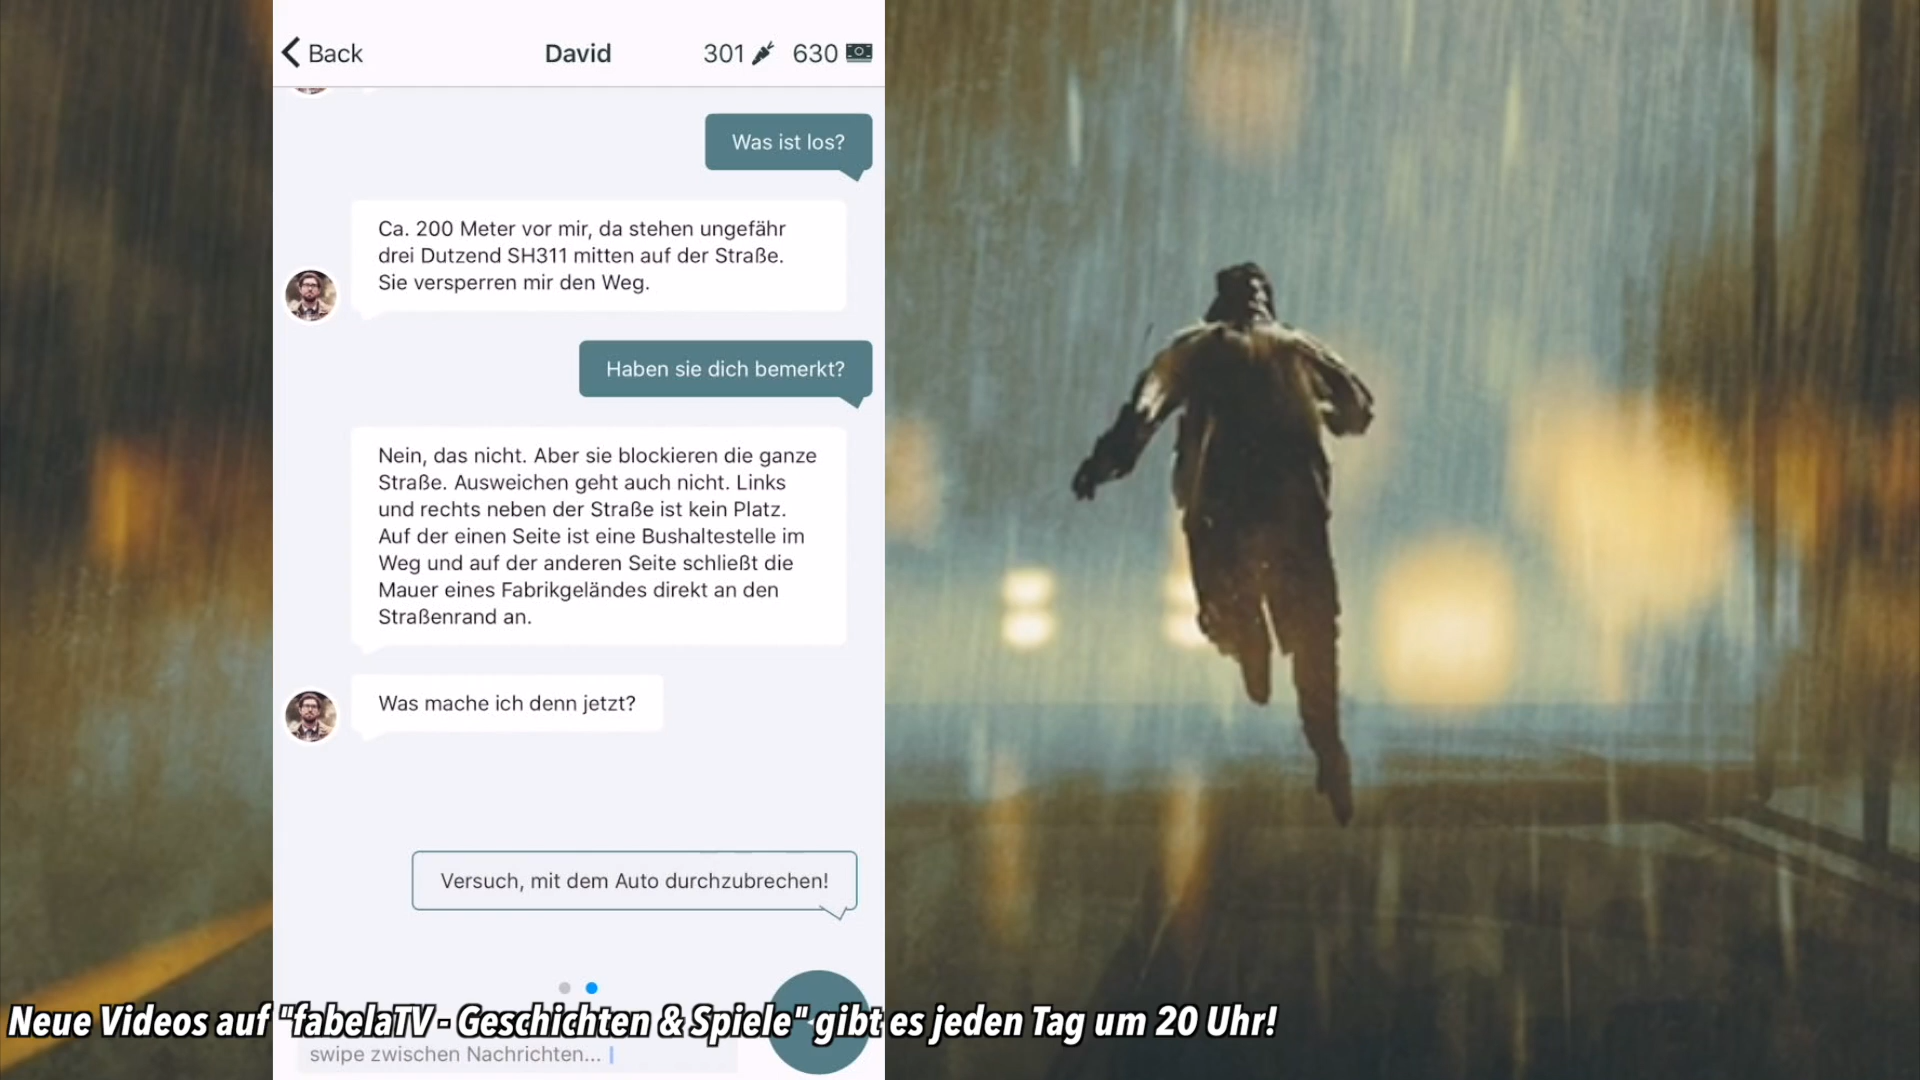 Back
David
301
630
Was ist los?
Ca. 200 Meter vor mir, da stehen ungefähr
drei Dutzend SH311 mitten auf der Straße.
Sie versperren mir den Weg.
Haben sie dich bemerkt?
Nein, das nicht. Aber sie blockieren die ganze
Straße. Ausweichen geht auch nicht. Links
und rechts neben der Straße ist kein Platz.
Auf der einen Seite ist eine Bushaltestelle im
Weg und auf der anderen Seite schließt die
Mauer eines Fabrikgeländes direkt an den
Straßenrand an.
Was mache ich denn jetzt?
Versuch, mit dem Auto durchzubrechen!
Neue Videos auf "fabelaTV - Geschichten & Spiele" gibt es jeden Tag um 20 Uhr!
swipe zwischen Nachrichten...